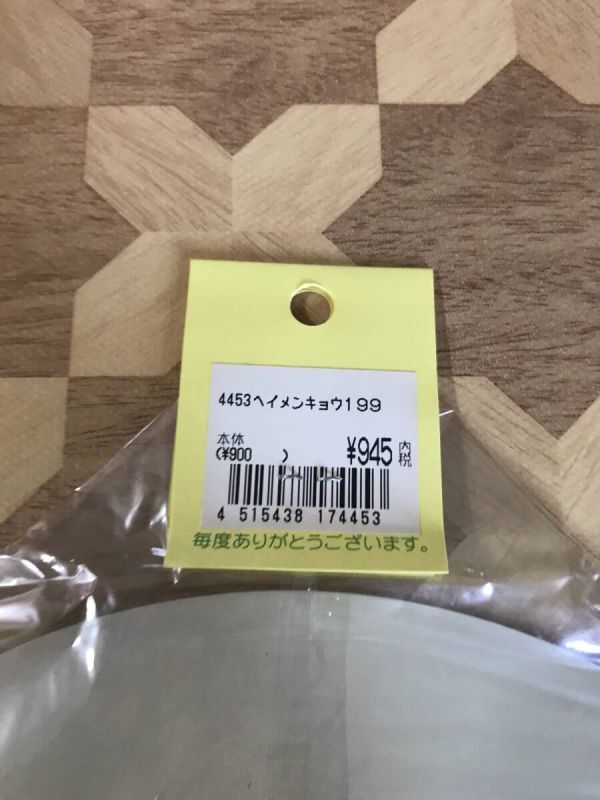 4453ヘイメンキョウ199
本体
(¥900 )
¥945 内税
4 515438 174453
毎度ありがとうございます。